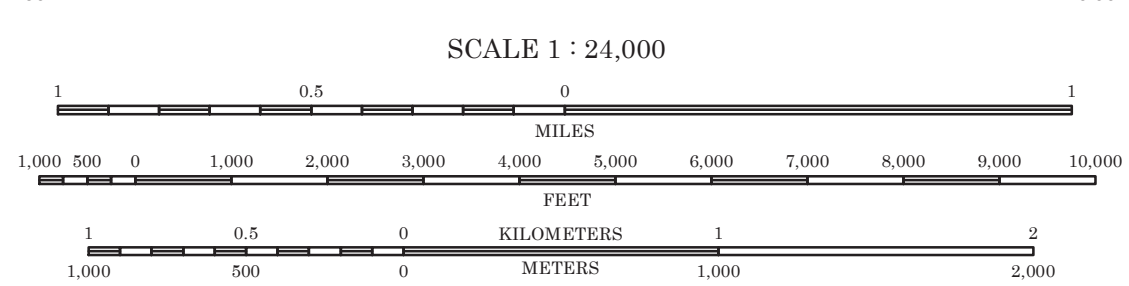 SCALE 1 : 24,000
1 0.5 0 1
MILES
1,000 500 0 1,000 2,000 3,000 4,000 5,000 6,000 7,000 8,000 9,000 10,000
FEET
1 0.5 0 KILOMETERS 1 2
1,000 500 0 METERS 1,000 2,000